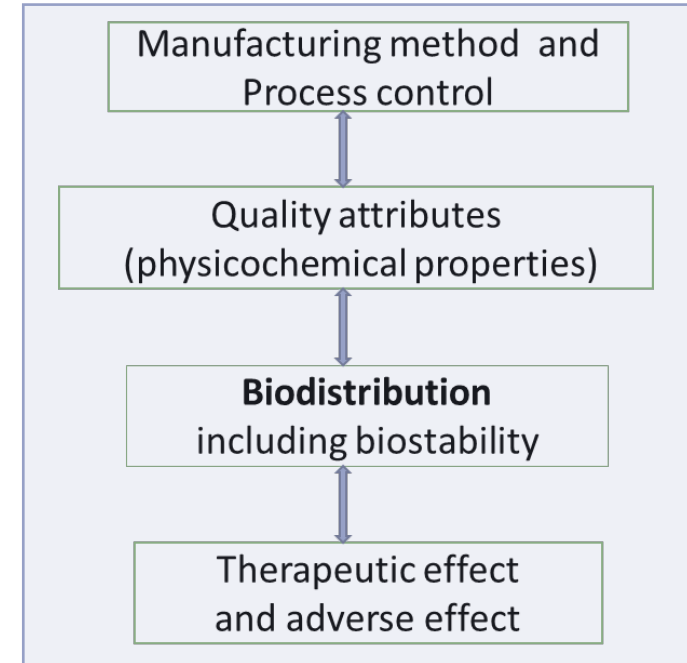 Manufacturing method and
Process control
Quality attributes
(physicochemical properties)
Biodistribution
including biostability
Therapeutic effect
and adverse effect